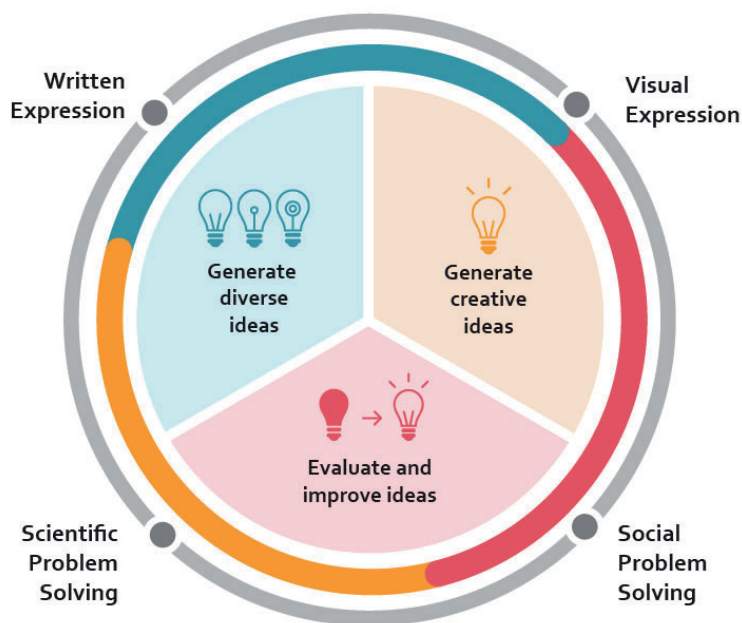 Written
Expression
Visual
Expression
Generate
diverse
ideas
Generate
creative
ideas
Evaluate and
improve ideas
Scientific
Problem
Solving
Social
Problem
Solving